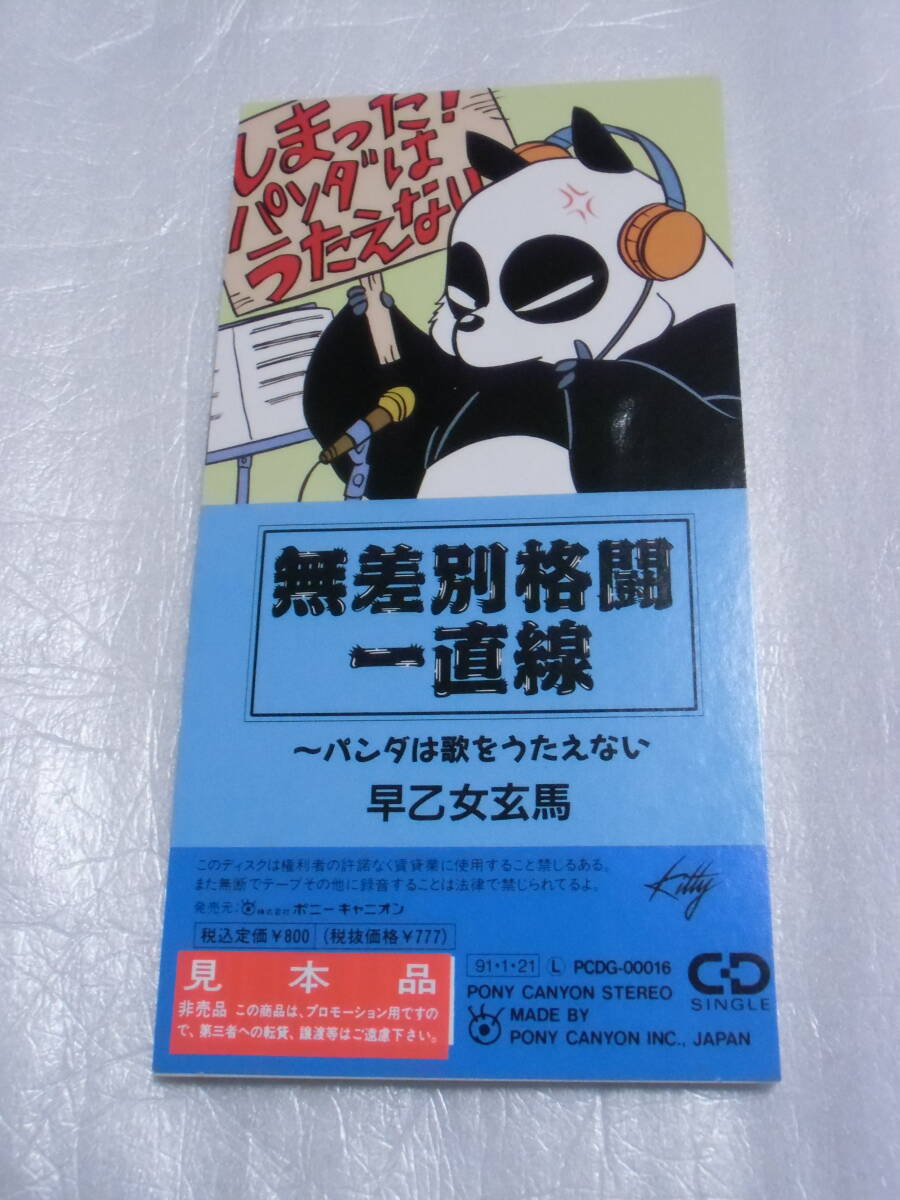 しまった!
パンダは
うたえない
無差別格闘
一直線
～パンダは歌をうたえない
早乙女玄馬
このディスクは権利者の許諾なく賃貸業に使用すること禁じるある。
また無断でテープその他に録音することは法律で禁じられてるよ。
発売元:株式会社 ポニーキャニオン
Kitty
税込定価¥800 (税抜価格¥777)
見本品
非売品 この商品は、プロモーション用ですの
で、第三者への転貸、譲渡等はご遠慮下さい。
91・1・21 Ⓛ PCDG-00016
PONY CANYON STEREO
MADE BY
PONY CANYON INC., JAPAN
CD
SINGLE